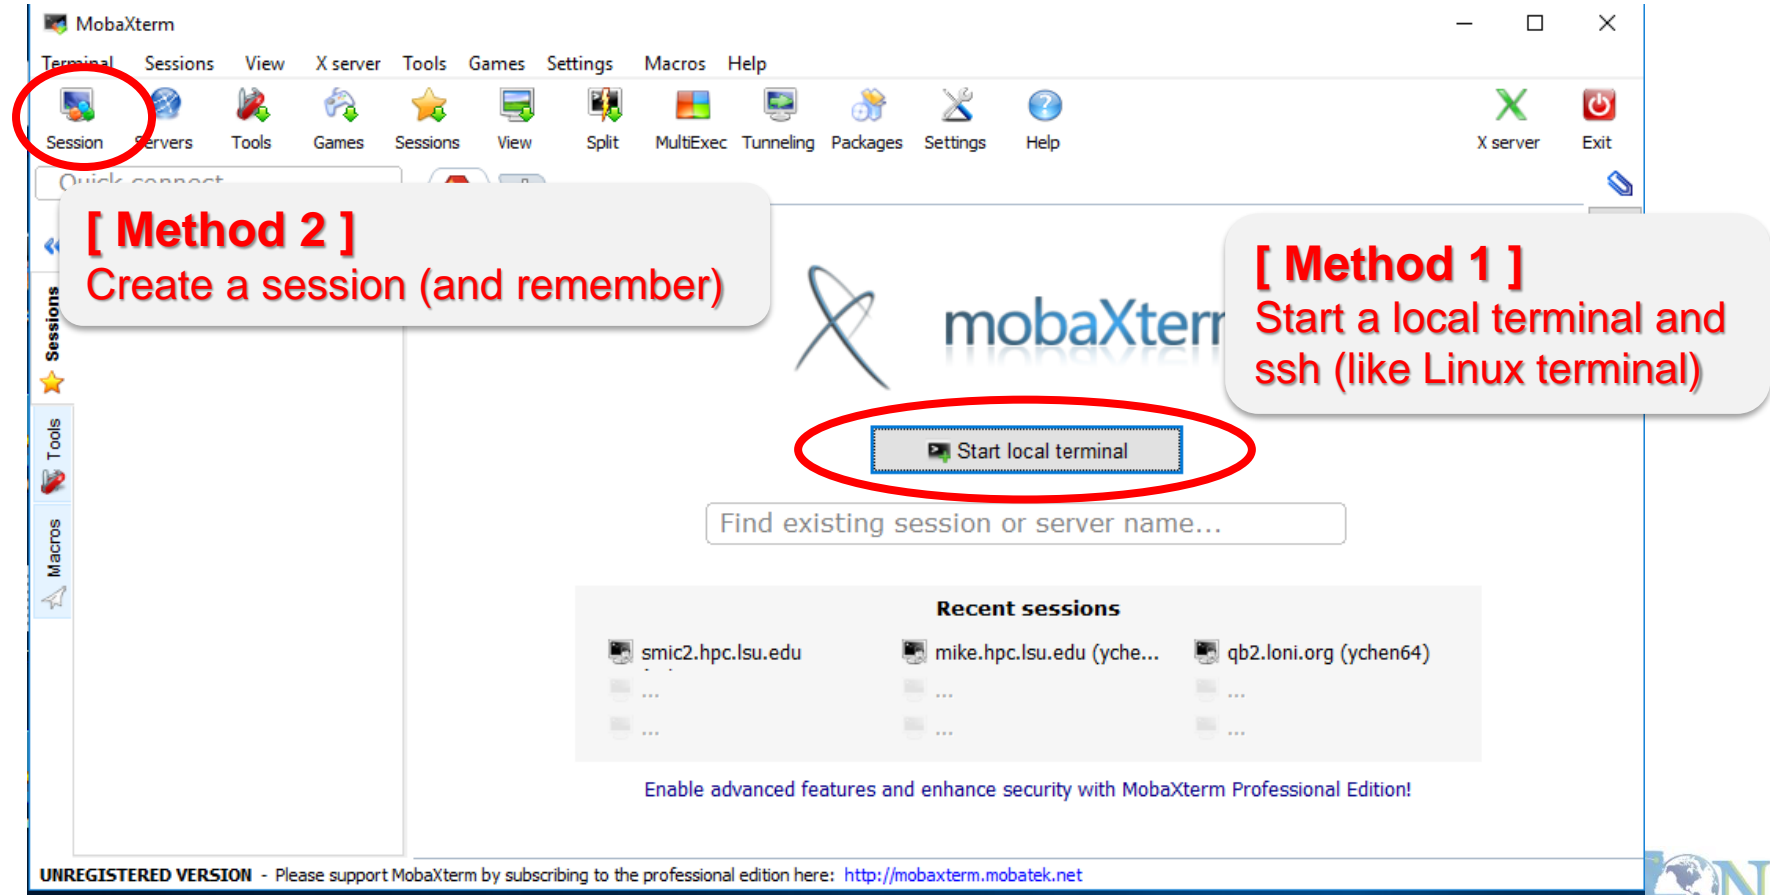 MobaXterm
Terminal Sessions View X server Tools Games Settings Macros Help
Session Servers Tools Games Sessions View Split MultiExec Tunneling Packages Settings Help X server Exit
Quick connect
[ Method 2 ]
Create a session (and remember)
[ Method 1 ]
Start a local terminal and
ssh (like Linux terminal)
mobaXterm
Sessions
Tools
Macros
Start local terminal
Find existing session or server name...
Recent sessions
smic2.hpc.lsu.edu mike.hpc.lsu.edu (yche... qb2.loni.org (ychen64)
... ... ...
... ... ...
Enable advanced features and enhance security with MobaXterm Professional Edition!
UNREGISTERED VERSION - Please support MobaXterm by subscribing to the professional edition here: http://mobaxterm.mobatek.net